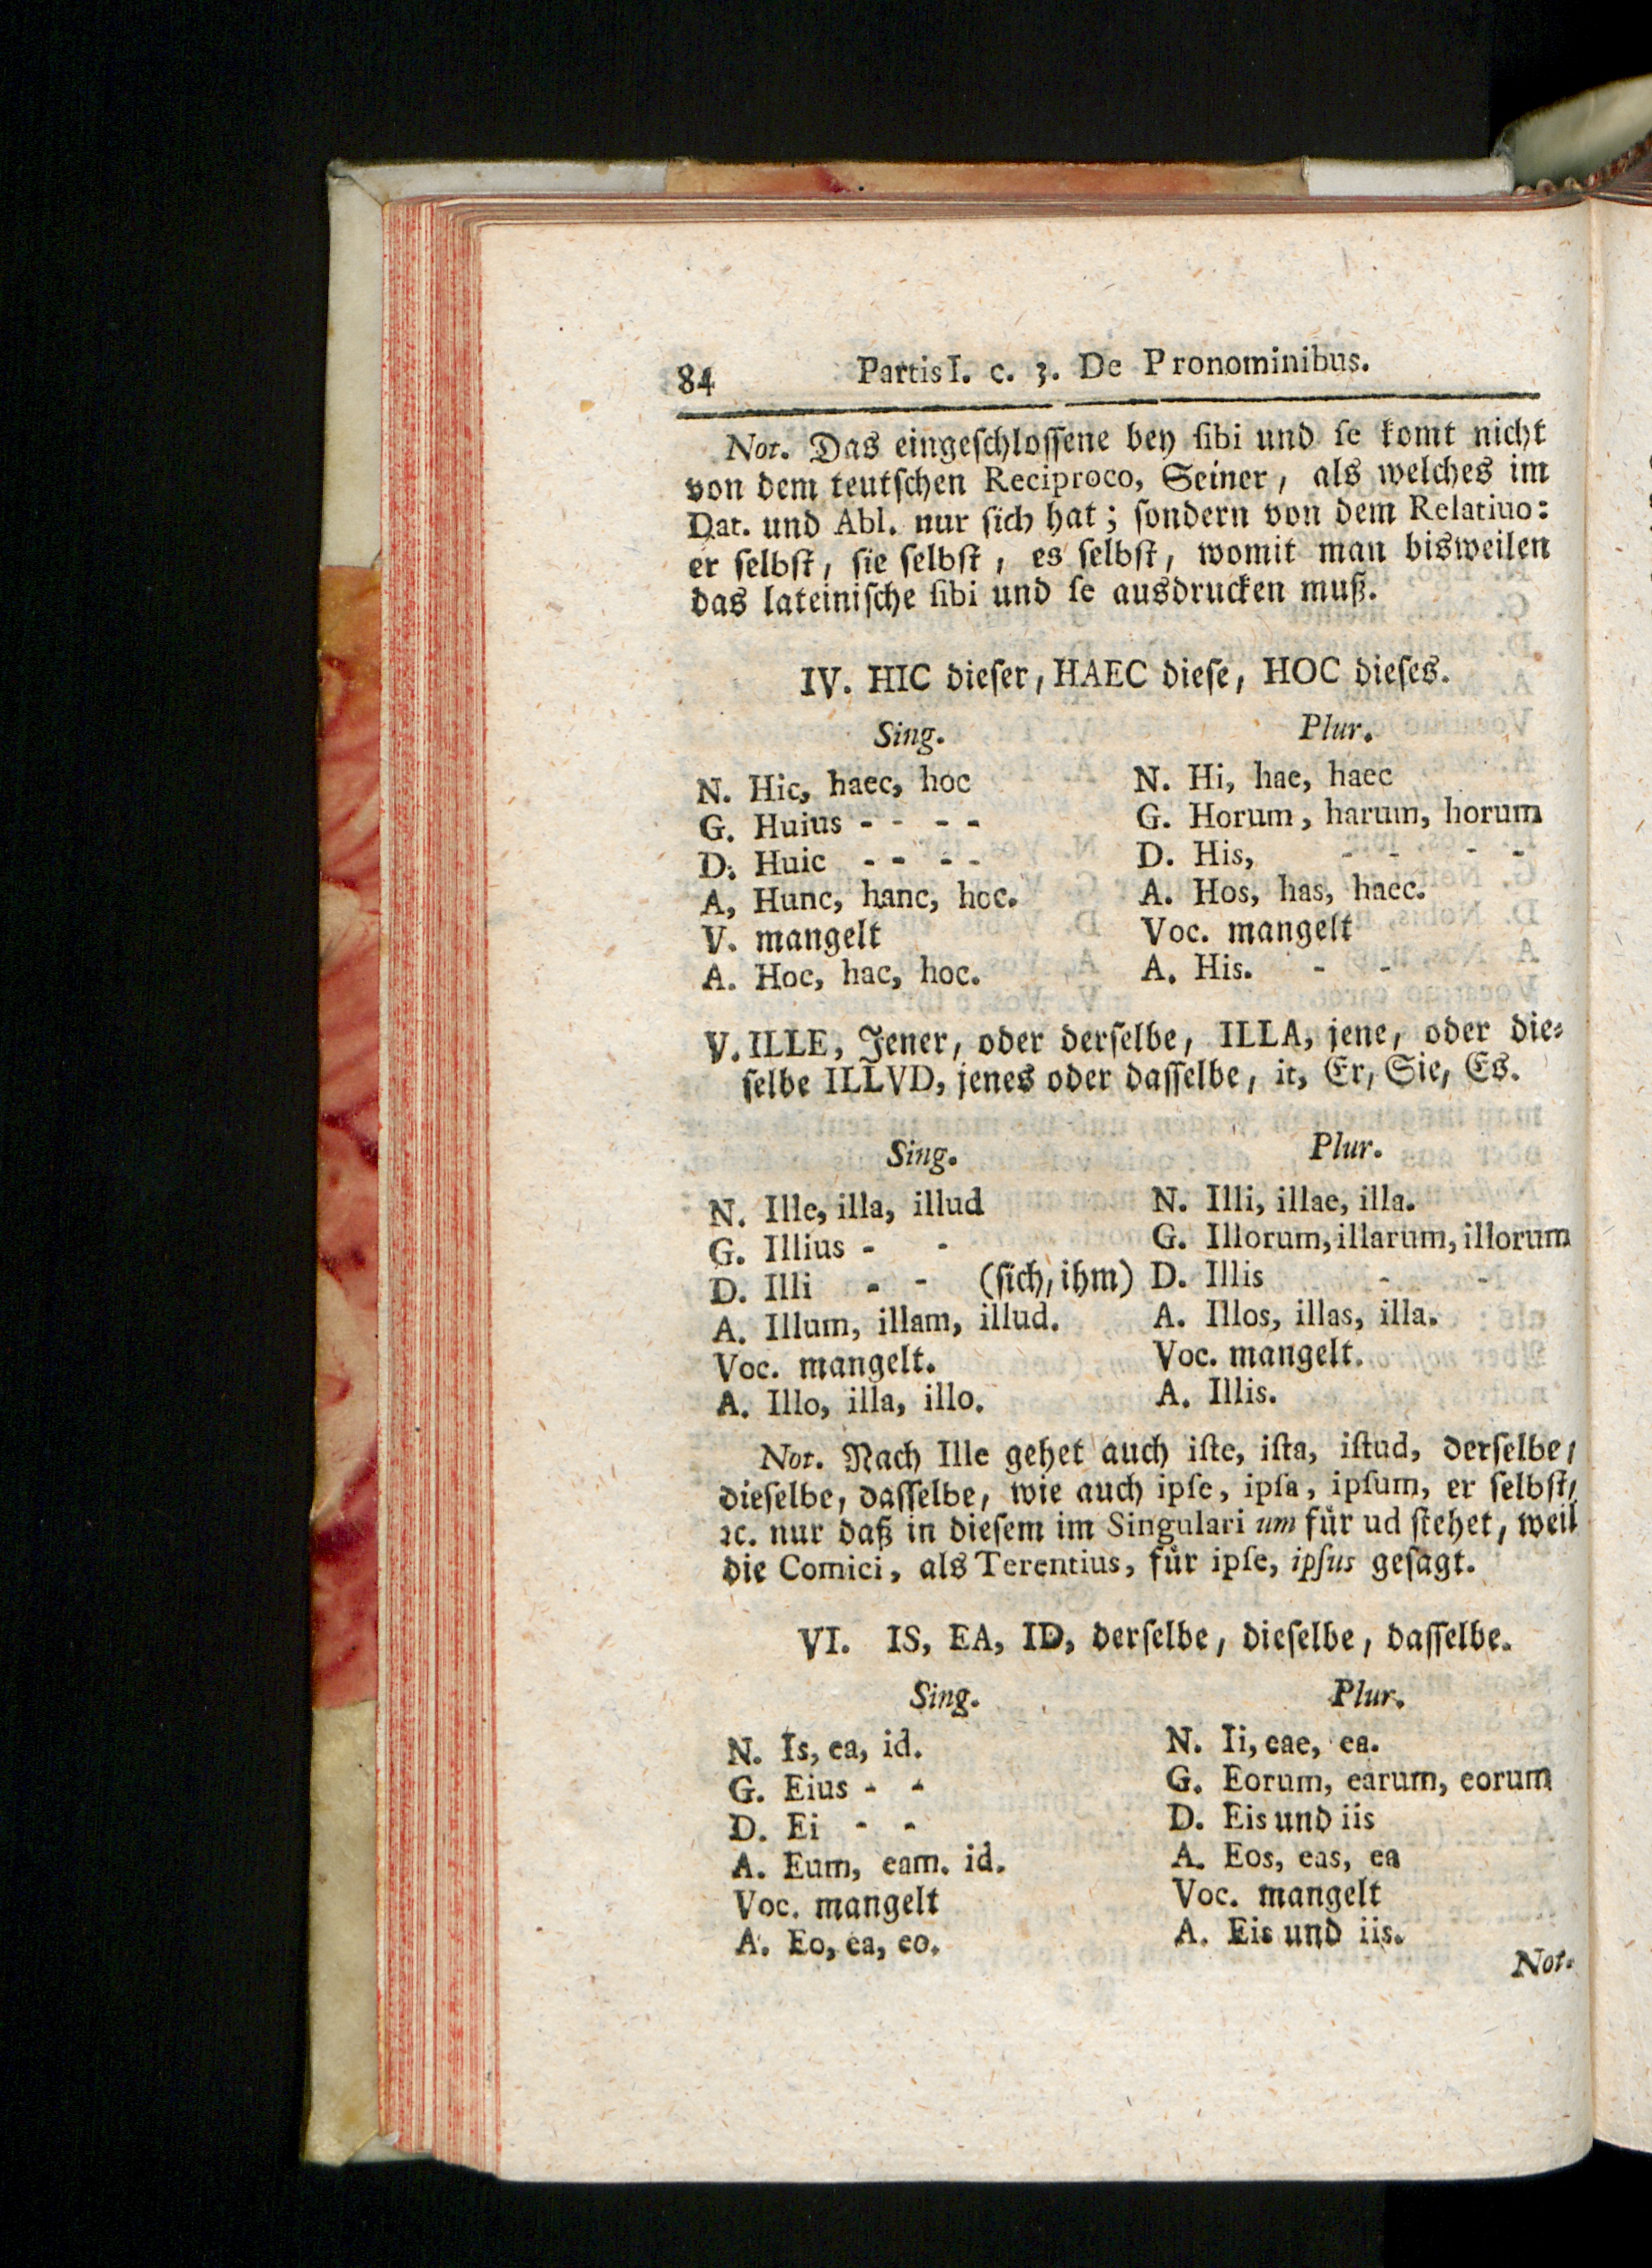 84 Partis I. c. 3. De Pronominibus.
Not. Das eingeſchloſſene bey ſibi und ſe komt nicht
von dem teutſchen Reciproco, Seiner, als welches im
Dat. und Abl. nur ſich hat; ſondern von dem Relatiuo:
er ſelbſt, ſie ſelbſt, es ſelbſt, womit man bisweilen
das lateiniſche ſibi und ſe ausdrucken muß.
IV. HIC dieſer, HAEC dieſe, HOC dieſes.
Sing.
N. Hic, haec, hoc
G. Huius - - - -
D. Huic - - - -
A, Hunc, hanc, hoc.
V. mangelt
A. Hoc, hac, hoc.
Plur.
N. Hi, hae, haec
G. Horum, harum, horum
D. His, - - - -
A. Hos, has, haec.
Voc. mangelt
A. His. - -
V. ILLE, Jener, oder derſelbe, ILLA, jene, oder die⸗
ſelbe ILLVD, jenes oder daſſelbe, it, Er, Sie, Es.
Sing.
N. Ille, illa, illud
G. Illius - -
D. Illi - - (ſich, ihm)
A. Illum, illam, illud.
Voc. mangelt.
A. Illo, illa, illo.
Plur.
N. Illi, illae, illa.
G. Illorum, illarum, illorum
D. Illis - -
A. Illos, illas, illa.
Voc. mangelt.
A. Illis.
Not. Nach Ille gehet auch iſte, iſta, iſtud, derſelbe,
dieſelbe, daſſelbe, wie auch ipſe, ipſa, ipſum, er ſelbſt,
ꝛc. nur daß in dieſem im Singulari um für ud ſtehet, weil
die Comici, als Terentius, für ipſe, ipſus geſagt.
VI. IS, EA, ID, derſelbe, dieſelbe, daſſelbe.
Sing.
N. Is, ea, id.
G. Eius - -
D. Ei - -
A. Eum, eam. id.
Voc. mangelt
A. Eo, ea, eo.
Plur.
N. Ii, eae, ea.
G. Eorum, earum, eorum
D. Eis und iis
A. Eos, eas, ea
Voc. mangelt
A. Eis und iis.
Not.